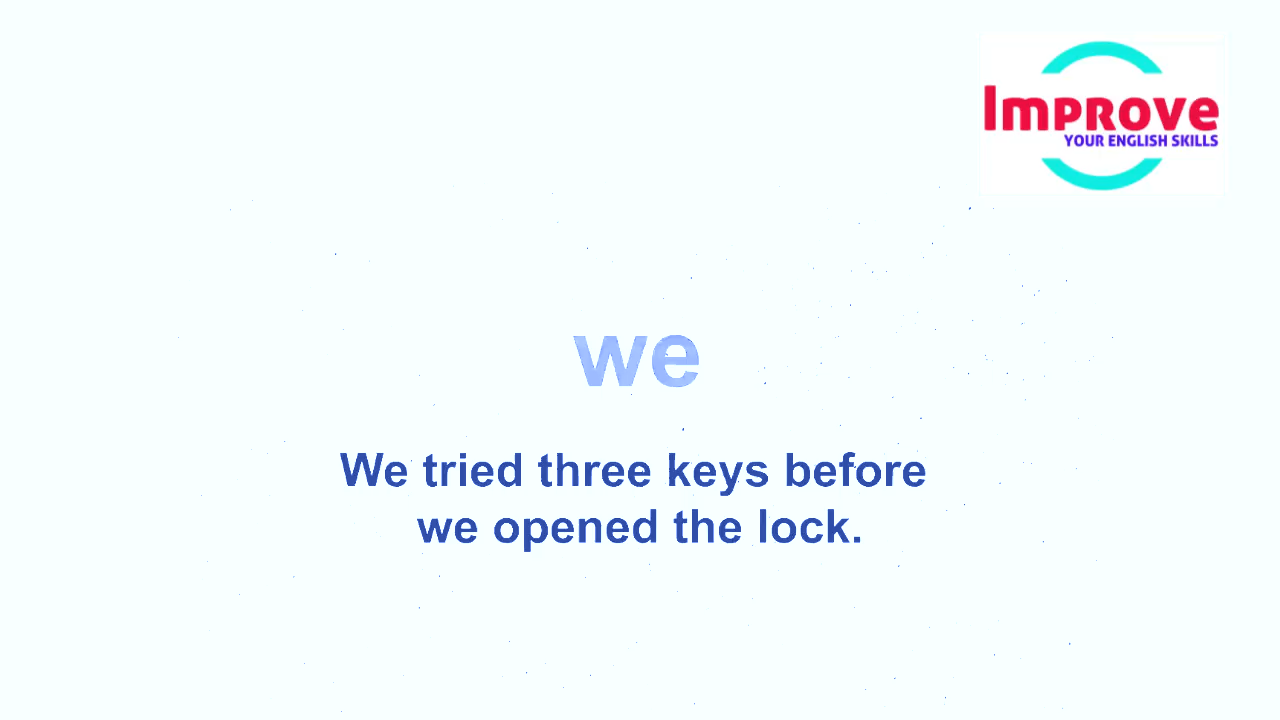 Improve
YOUR ENGLISH SKILLS
we
We tried three keys before
we opened the lock.